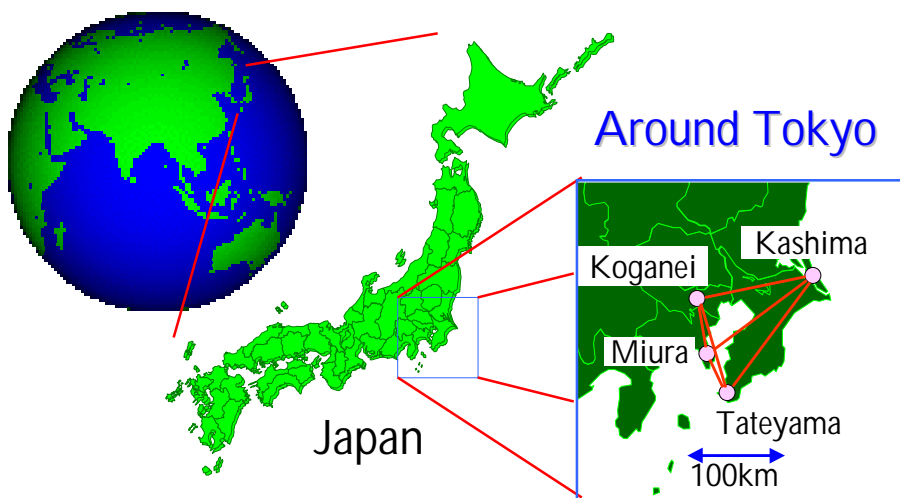 Around Tokyo
Kashima
Koganei
Miura
Tateyama
Japan
100km